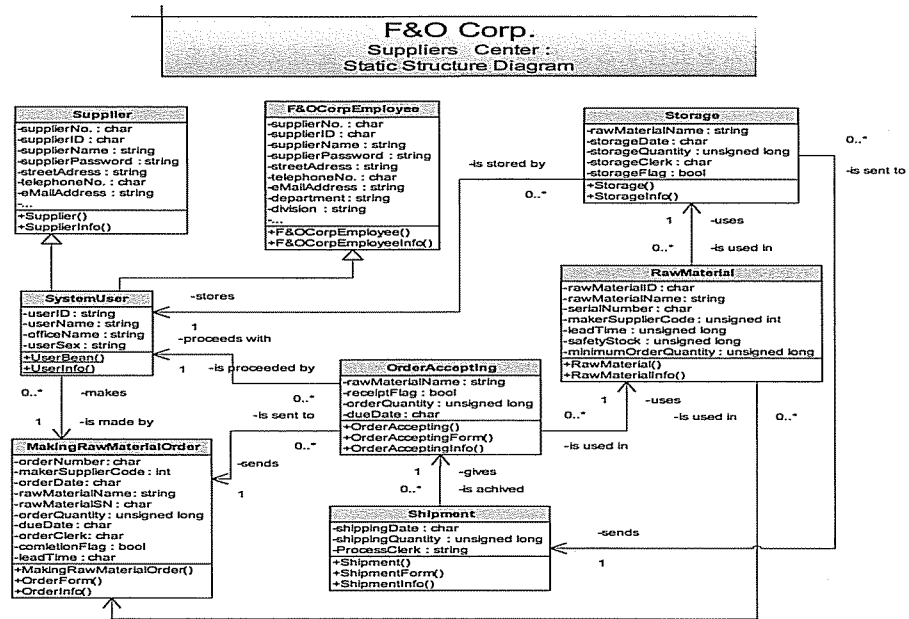 F&O Corp.
Suppliers Center :
Static Structure Diagram
Supplier
-supplierNo. : char
-supplierID : char
-supplierName : string
-supplierPassword : string
-streetAdress : string
-telephoneNo. : char
-eMailAddress : string
-...
+Supplier()
+SupplierInfo()
F&OCorpEmployee
-supplierNo. : char
-supplierID : char
-supplierName : string
-supplierPassword : string
-streetAdress : string
-telephoneNo. : char
-eMailAddress : string
-department : string
-division : string
-...
+F&OCorpEmployee()
+F&OCorpEmployeeInfo()
Storage
-rawMaterialName : string
-storageDate : char
-storageQuantity : unsigned long
-storageClerk : char
-storageFlag : bool
+Storage()
+StorageInfo()
0..*
-is sent to
-is stored by
0..*
1
-uses
0..*
-is used in
SystemUser
-userID : string
-userName : string
-officeName : string
-userSex : string
+UserBean()
+UserInfo()
-stores
1
-proceeds with
1
-is proceeded by
RawMaterial
-rawMaterialID : char
-rawMaterialName : string
-serialNumber : char
-makerSupplierCode : unsigned int
-leadTime : unsigned long
-safetyStock : unsigned long
-minimumOrderQuantity : unsigned long
+RawMaterial()
+RawMaterialInfo()
0..*
-makes
1
-is made by
OrderAccepting
-rawMaterialName : string
-receiptFlag : bool
-orderQuantity : unsigned long
-dueDate : char
+OrderAccepting()
+OrderAcceptingForm()
+OrderAcceptingInfo()
-is sent to
0..*
-sends
1
1
-uses
0..*
-is used in
0..*
MakingRawMaterialOrder
-orderNumber: char
-makerSupplierCode : int
-orderDate : char
-rawMaterialName : string
-rawMaterialSN : char
-orderQuantity : unsigned long
-dueDate : char
-orderClerk : char
-comletionFlag : bool
-leadTime : char
+MakingRawMaterialOrder()
+OrderForm()
+OrderInfo()
1
-gives
0..*
-is achived
Shipment
-shippingDate : char
-shippingQuantity : unsigned long
-ProcessClerk : string
+Shipment()
+ShipmentForm()
+ShipmentInfo()
-sends
1